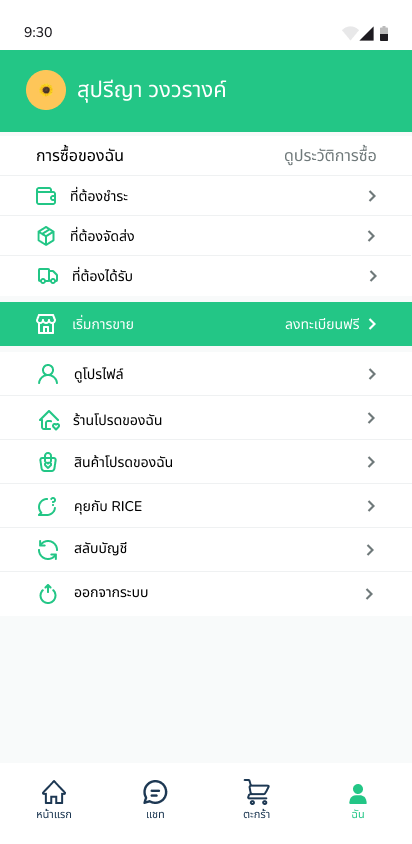 9:30
สุปรีญา วงวรางค์
การซื้อของฉัน ดูประวัติการซื้อ
ที่ต้องชำระ
ที่ต้องจัดส่ง
ที่ต้องได้รับ
เริ่มการขาย ลงทะเบียนฟรี
ดูโปรไฟล์
ร้านโปรดของฉัน
สินค้าโปรดของฉัน
คุยกับ RICE
สลับบัญชี
ออกจากระบบ
หน้าแรก แชท ตะกร้า ฉัน